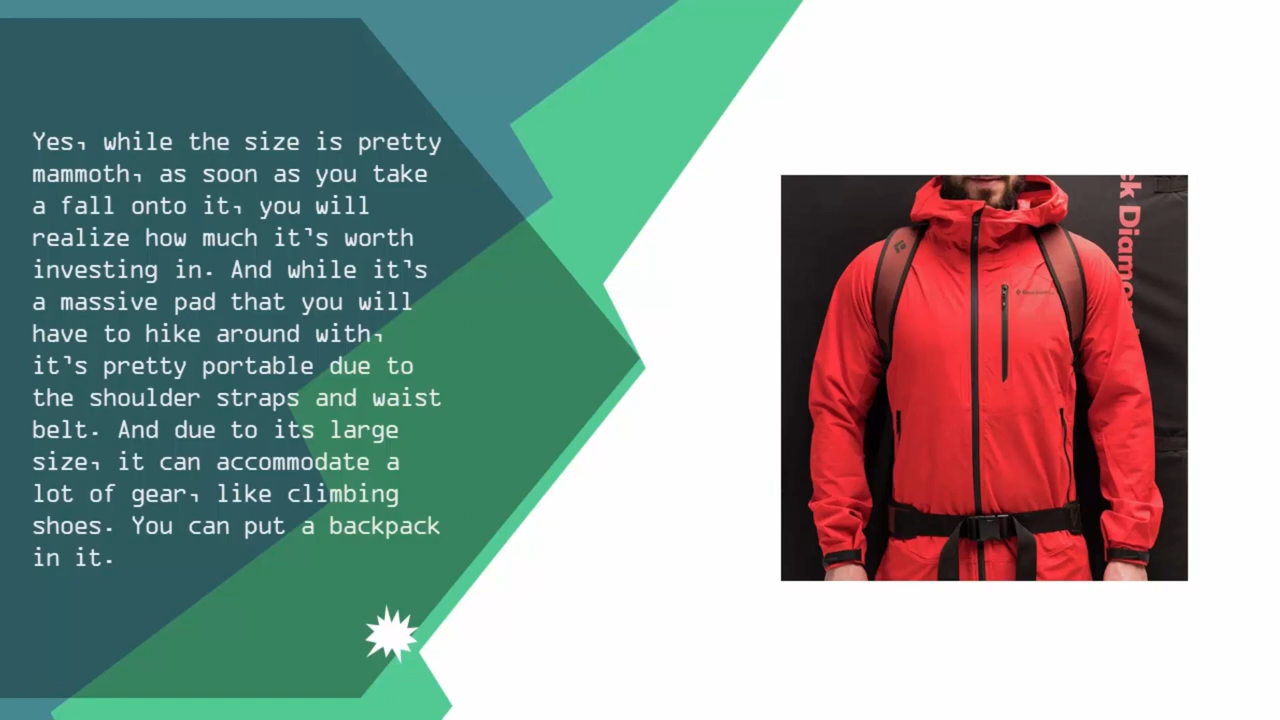 Yes, while the size is pretty
mammoth, as soon as you take
a fall onto it, you will
realize how much it's worth
investing in. And while it's
a massive pad that you will
have to hike around with,
it's pretty portable due to
the shoulder straps and waist
belt. And due to its large
size, it can accommodate a
lot of gear, like climbing
shoes. You can put a backpack
in it.
ck Diamo